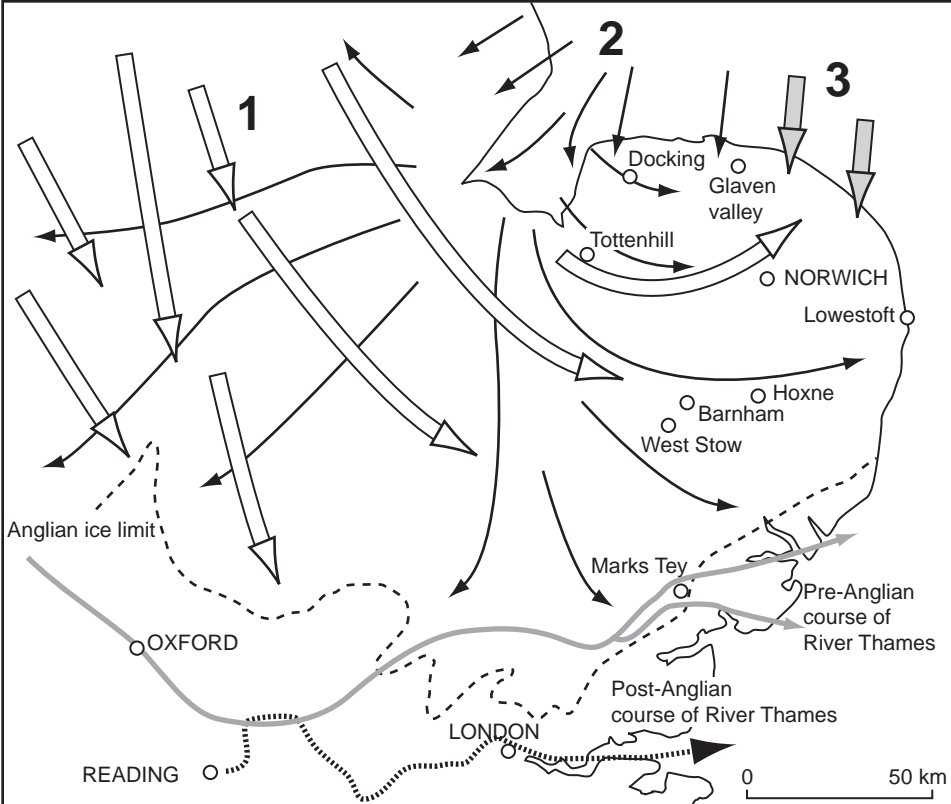 2
3
1
Docking
Glaven
valley
Tottenhill
NORWICH
Lowestoft
Hoxne
Barnham
West Stow
Anglian ice limit
Marks Tey
Pre-Anglian
course of
River Thames
OXFORD
Post-Anglian
course of River Thames
LONDON
READING
0 50 km